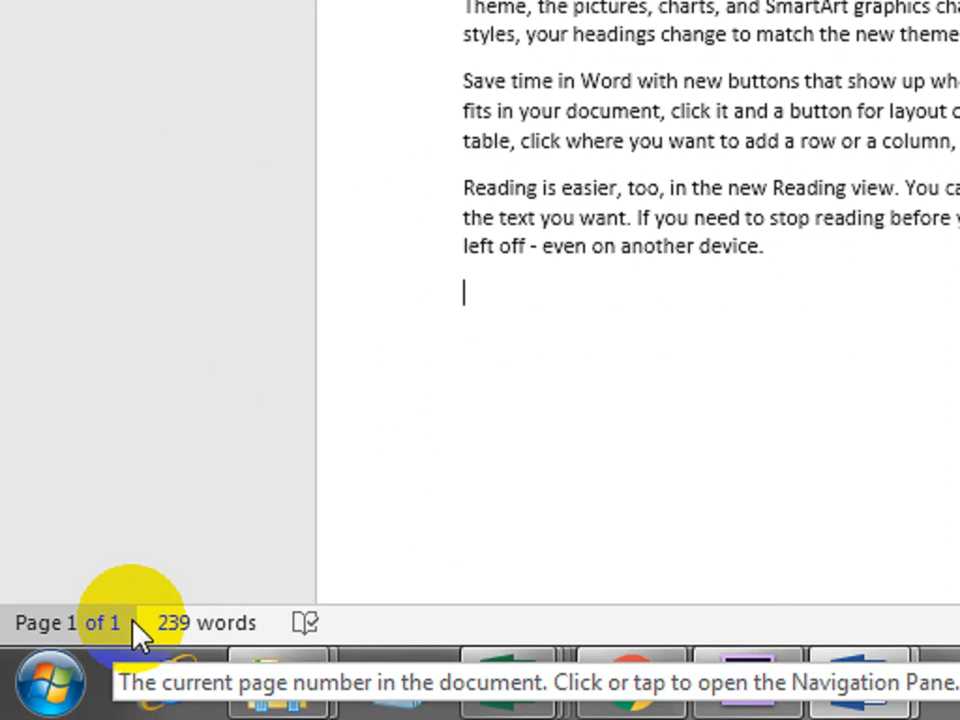 Theme, the pictures, charts, and SmartArt graphics cha
styles, your headings change to match the new theme
Save time in Word with new buttons that show up wh
fits in your document, click it and a button for layout o
table, click where you want to add a row or a column,
Reading is easier, too, in the new Reading view. You ca
the text you want. If you need to stop reading before y
left off - even on another device.
Page 1 of 1 239 words
The current page number in the document. Click or tap to open the Navigation Pane.